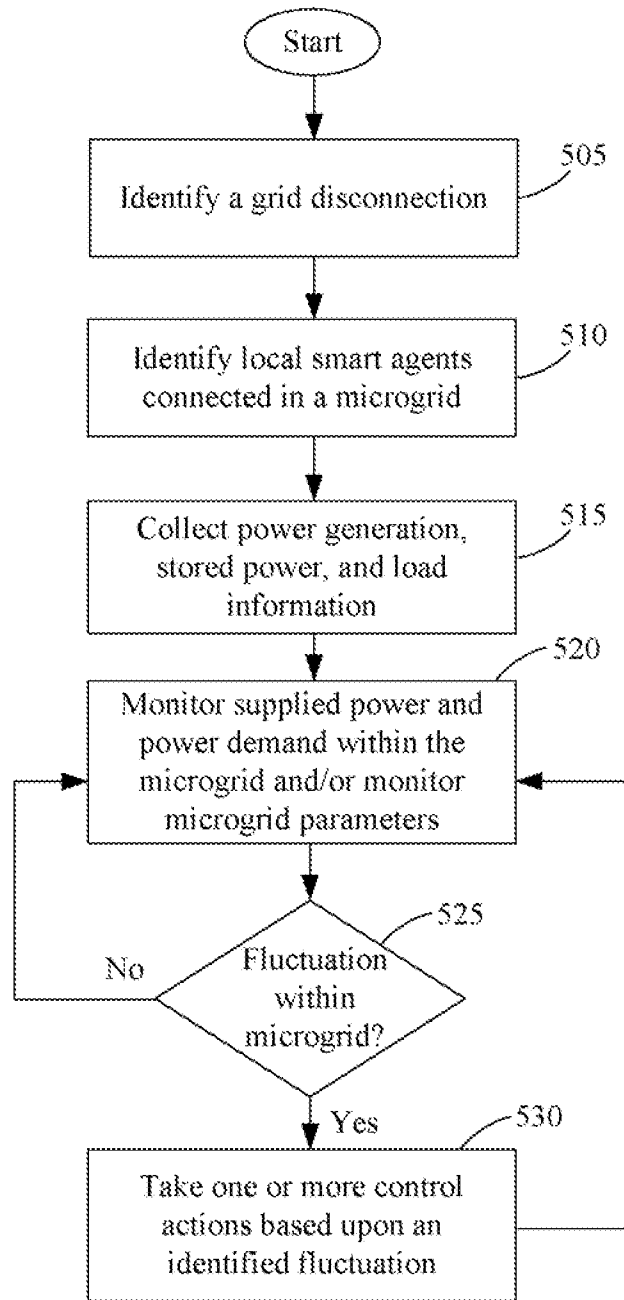 Start
505
Identify a grid disconnection
510
Identify local smart agents
connected in a microgrid
515
Collect power generation,
stored power, and load
information
520
Monitor supplied power and
power demand within the
microgrid and/or monitor
microgrid parameters
525
No
Fluctuation
within
microgrid?
Yes
530
Take one or more control
actions based upon an
identified fluctuation